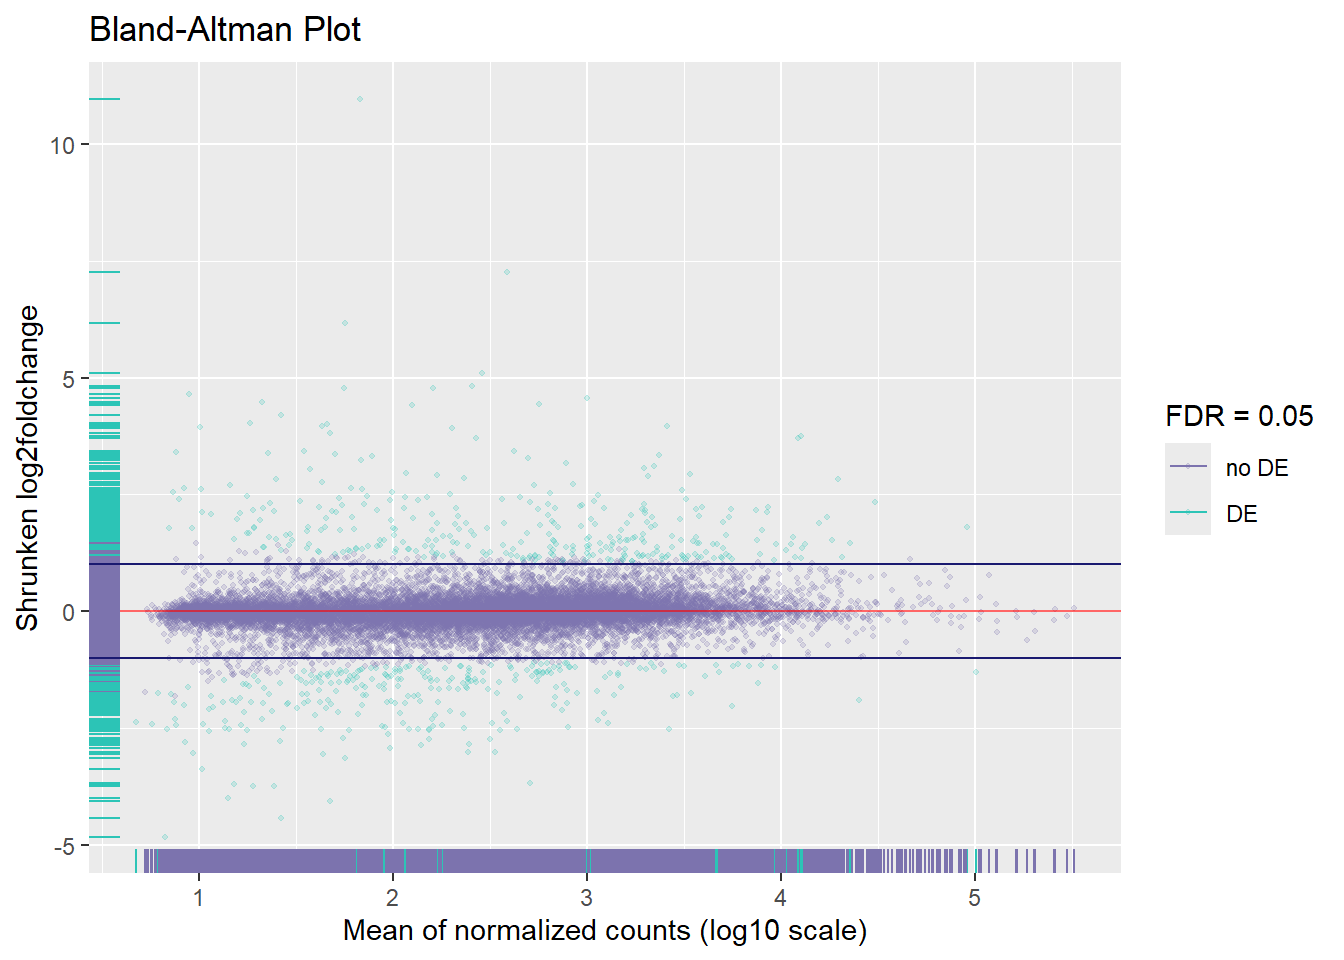 Bland-Altman Plot
Shrunken log2foldchange
10
5
0
-5
1
2
3
4
5
Mean of normalized counts (log10 scale)
FDR = 0.05
no DE
DE